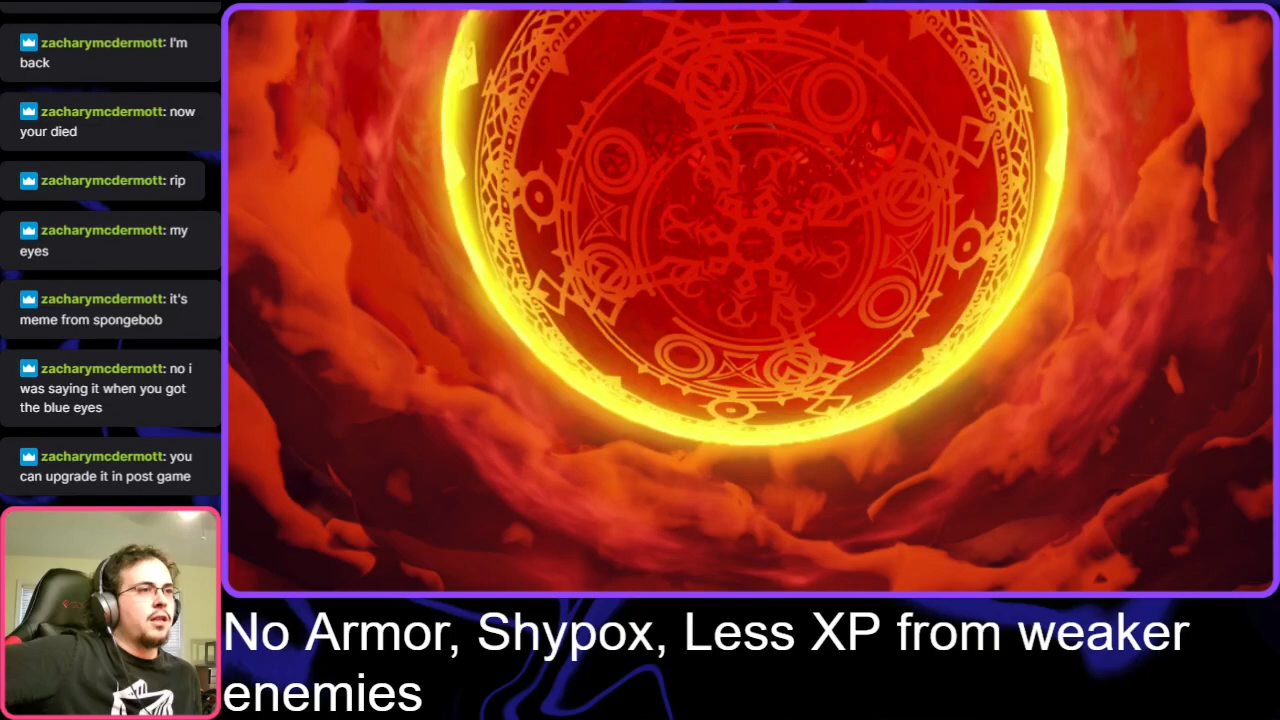 zacharymcdermott: I'm
back
zacharymcdermott: now
your died
zacharymcdermott: rip
zacharymcdermott: my
eyes
zacharymcdermott: it's
meme from spongebob
zacharymcdermott: no i
was saying it when you got
the blue eyes
zacharymcdermott: you
can upgrade it in post game
No Armor, Shypox, Less XP from weaker
enemies